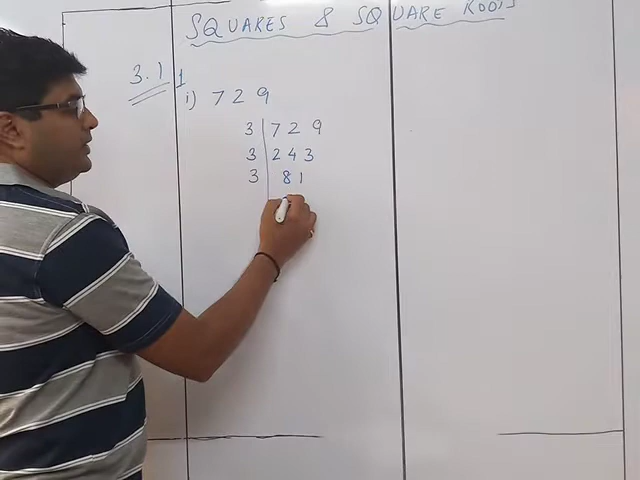 SQUARES & SQUARE ROOTS
3.1
1
i) 729
3 | 729
3 | 243
3 | 81